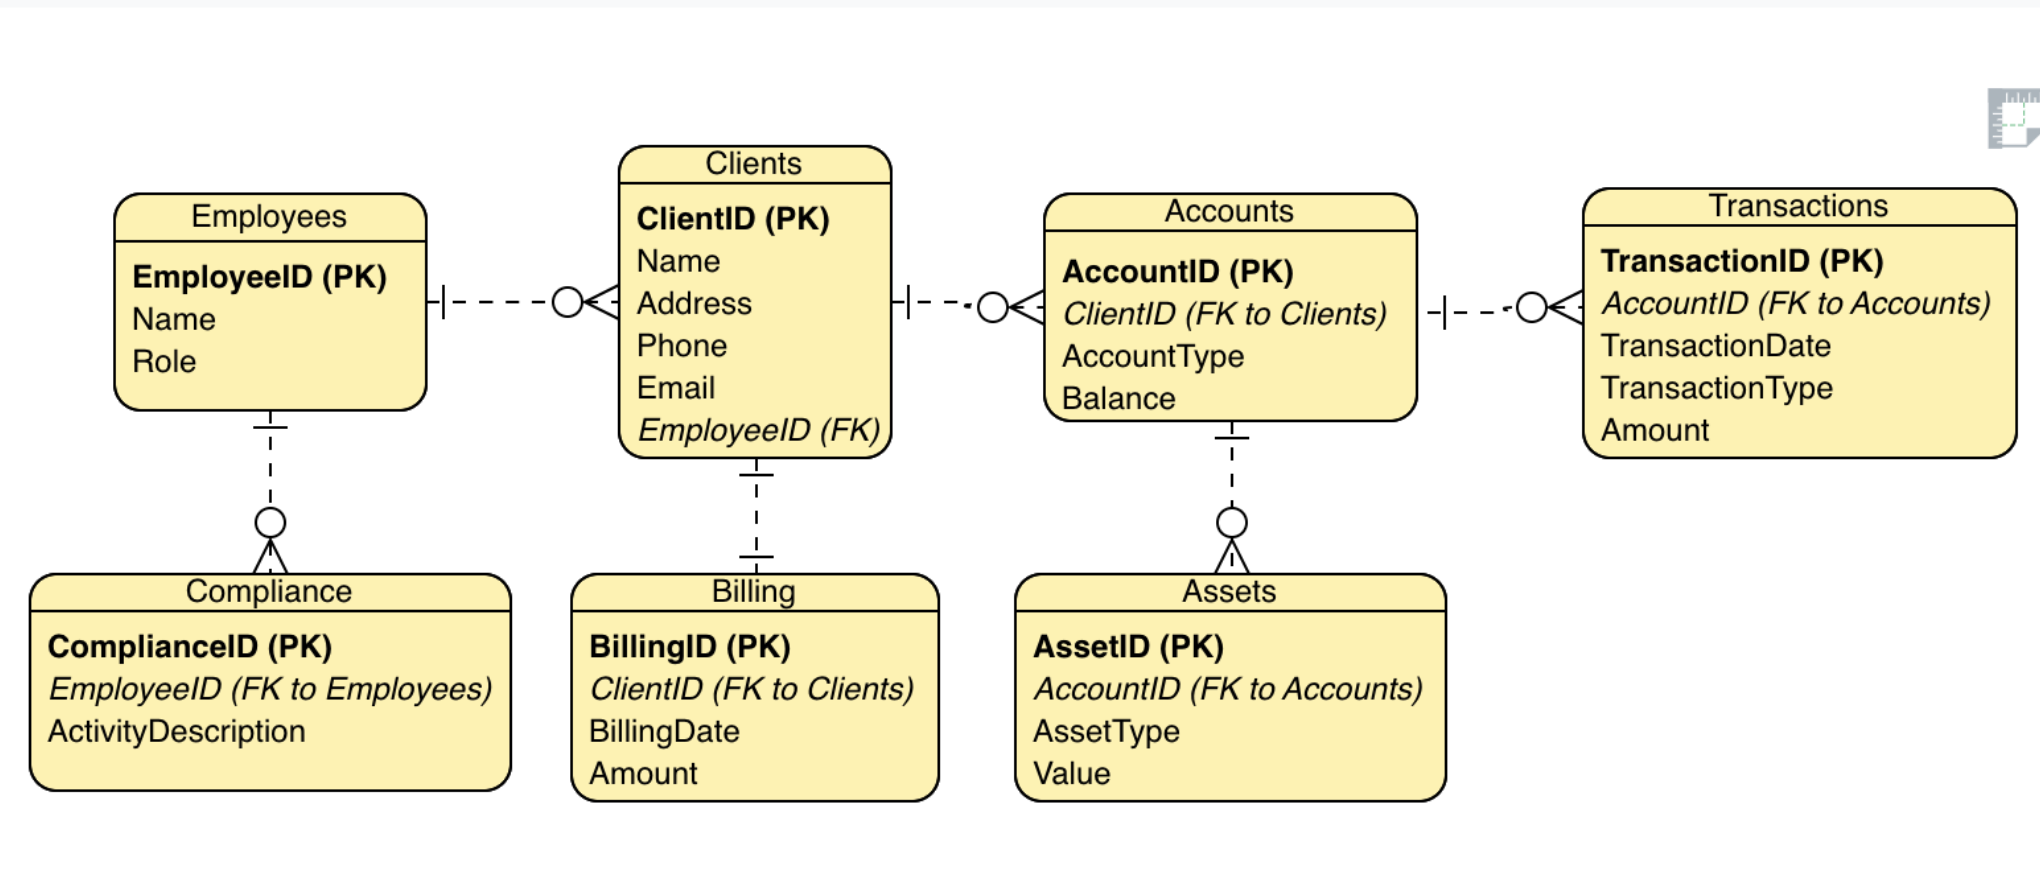 Employees
EmployeeID (PK)
Name
Role
Clients
ClientID (PK)
Name
Address
Phone
Email
EmployeeID (FK)
Accounts
AccountID (PK)
ClientID (FK to Clients)
AccountType
Balance
Transactions
TransactionID (PK)
AccountID (FK to Accounts)
TransactionDate
TransactionType
Amount
Compliance
ComplianceID (PK)
EmployeeID (FK to Employees)
ActivityDescription
Billing
BillingID (PK)
ClientID (FK to Clients)
BillingDate
Amount
Assets
AssetID (PK)
AccountID (FK to Accounts)
AssetType
Value